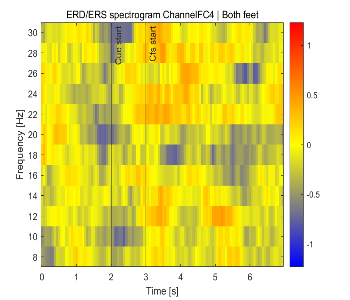 ERD/ERS spectrogram ChannelFC4 | Both feet
Frequency [Hz]
30
28
26
24
22
20
18
16
14
12
10
8
Cue start
Cfs start
0 1 2 3 4 5 6
Time [s]
1
0.5
0
-0.5
-1